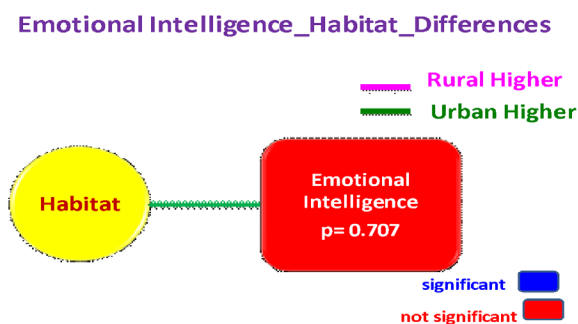 Emotional Intelligence_Habitat_Differences
Rural Higher
Urban Higher
Habitat
Emotional
Intelligence
p= 0.707
significant
not significant